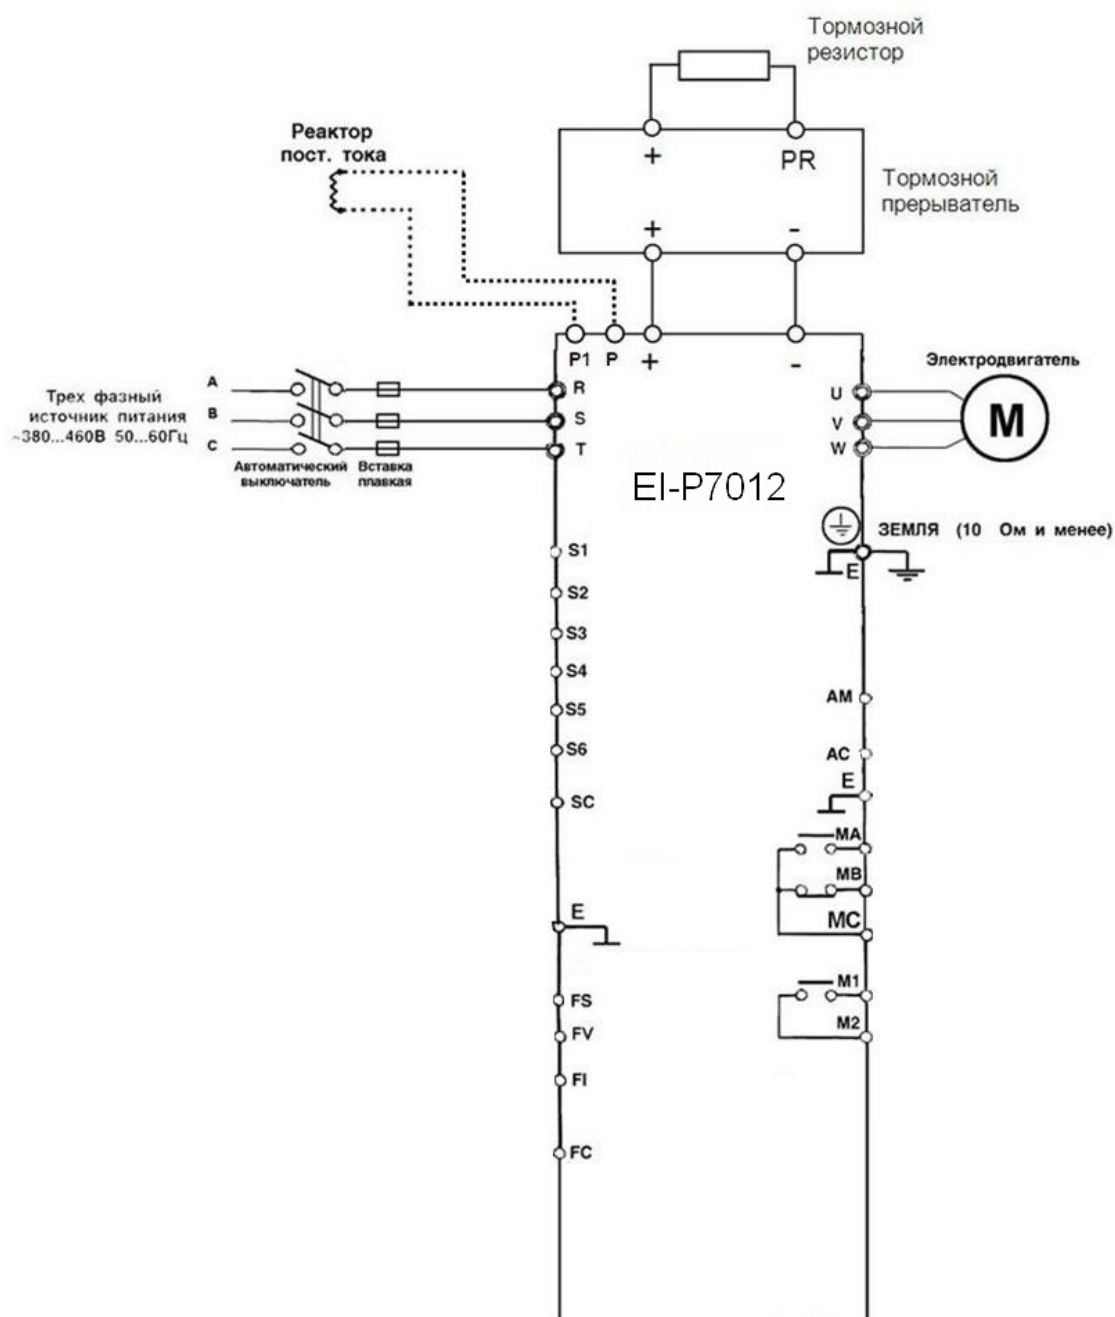 Тормозной
резистор
Реактор
пост. тока
+
PR
Тормозной
прерыватель
+
-
P1
P
+
-
Электродвигатель
Трех фазный
источник питания
~380...460В 50...60Гц
A
B
C
Автоматический
выключатель
Вставка
плавкая
R
S
T
U
V
W
M
EI-P7012
ЗЕМЛЯ (10 Ом и менее)
E
S1
S2
S3
S4
S5
S6
SC
AM
AC
E
MA
MB
MC
E
M1
M2
FS
FV
FI
FC